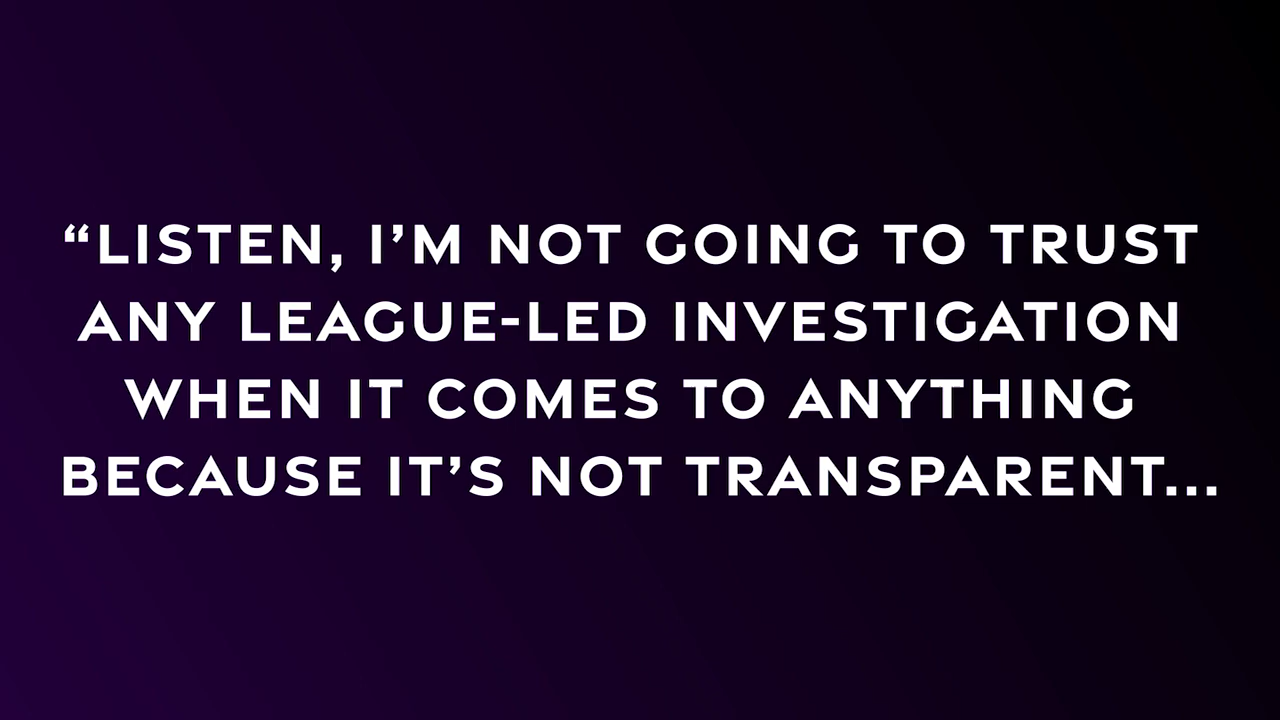 “LISTEN, I’M NOT GOING TO TRUST
ANY LEAGUE-LED INVESTIGATION
WHEN IT COMES TO ANYTHING
BECAUSE IT’S NOT TRANSPARENT...